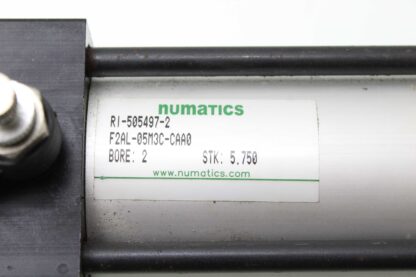 numatics
RI-505497-2
F2AL-05M3C-CAA0
BORE: 2 STK: 5.750
www.numatics.com